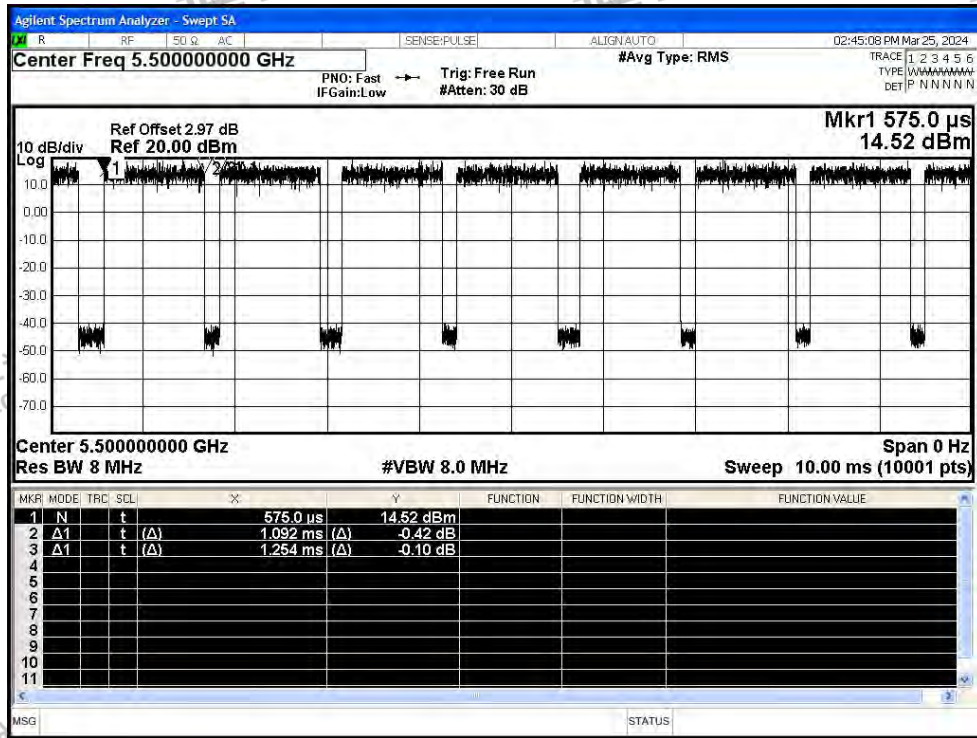 Agilent Spectrum Analyzer - Swept SA
LXI R RF 50 Ω AC SENSE:PULSE ALIGN AUTO 02:45:08 PM Mar 25, 2024
Center Freq 5.500000000 GHz
PNO: Fast
IFGain:Low
Trig: Free Run
#Atten: 30 dB
#Avg Type: RMS
TRACE 1 2 3 4 5 6
TYPE WWWWWW
DET P N N N N N
Mkr1 575.0 µs
14.52 dBm
Ref Offset 2.97 dB
10 dB/div Ref 20.00 dBm
Log
1
10.0
0.00
-10.0
-20.0
-30.0
-40.0
-50.0
-60.0
-70.0
Center 5.500000000 GHz Span 0 Hz
Res BW 8 MHz #VBW 8.0 MHz Sweep 10.00 ms (10001 pts)
MKR MODE TRC SCL X Y FUNCTION FUNCTION WIDTH FUNCTION VALUE
1 N t 575.0 µs 14.52 dBm
2 Δ1 t (Δ) 1.092 ms (Δ) -0.42 dB
3 Δ1 t (Δ) 1.254 ms (Δ) -0.10 dB
4
5
6
7
8
9
10
11
MSG STATUS